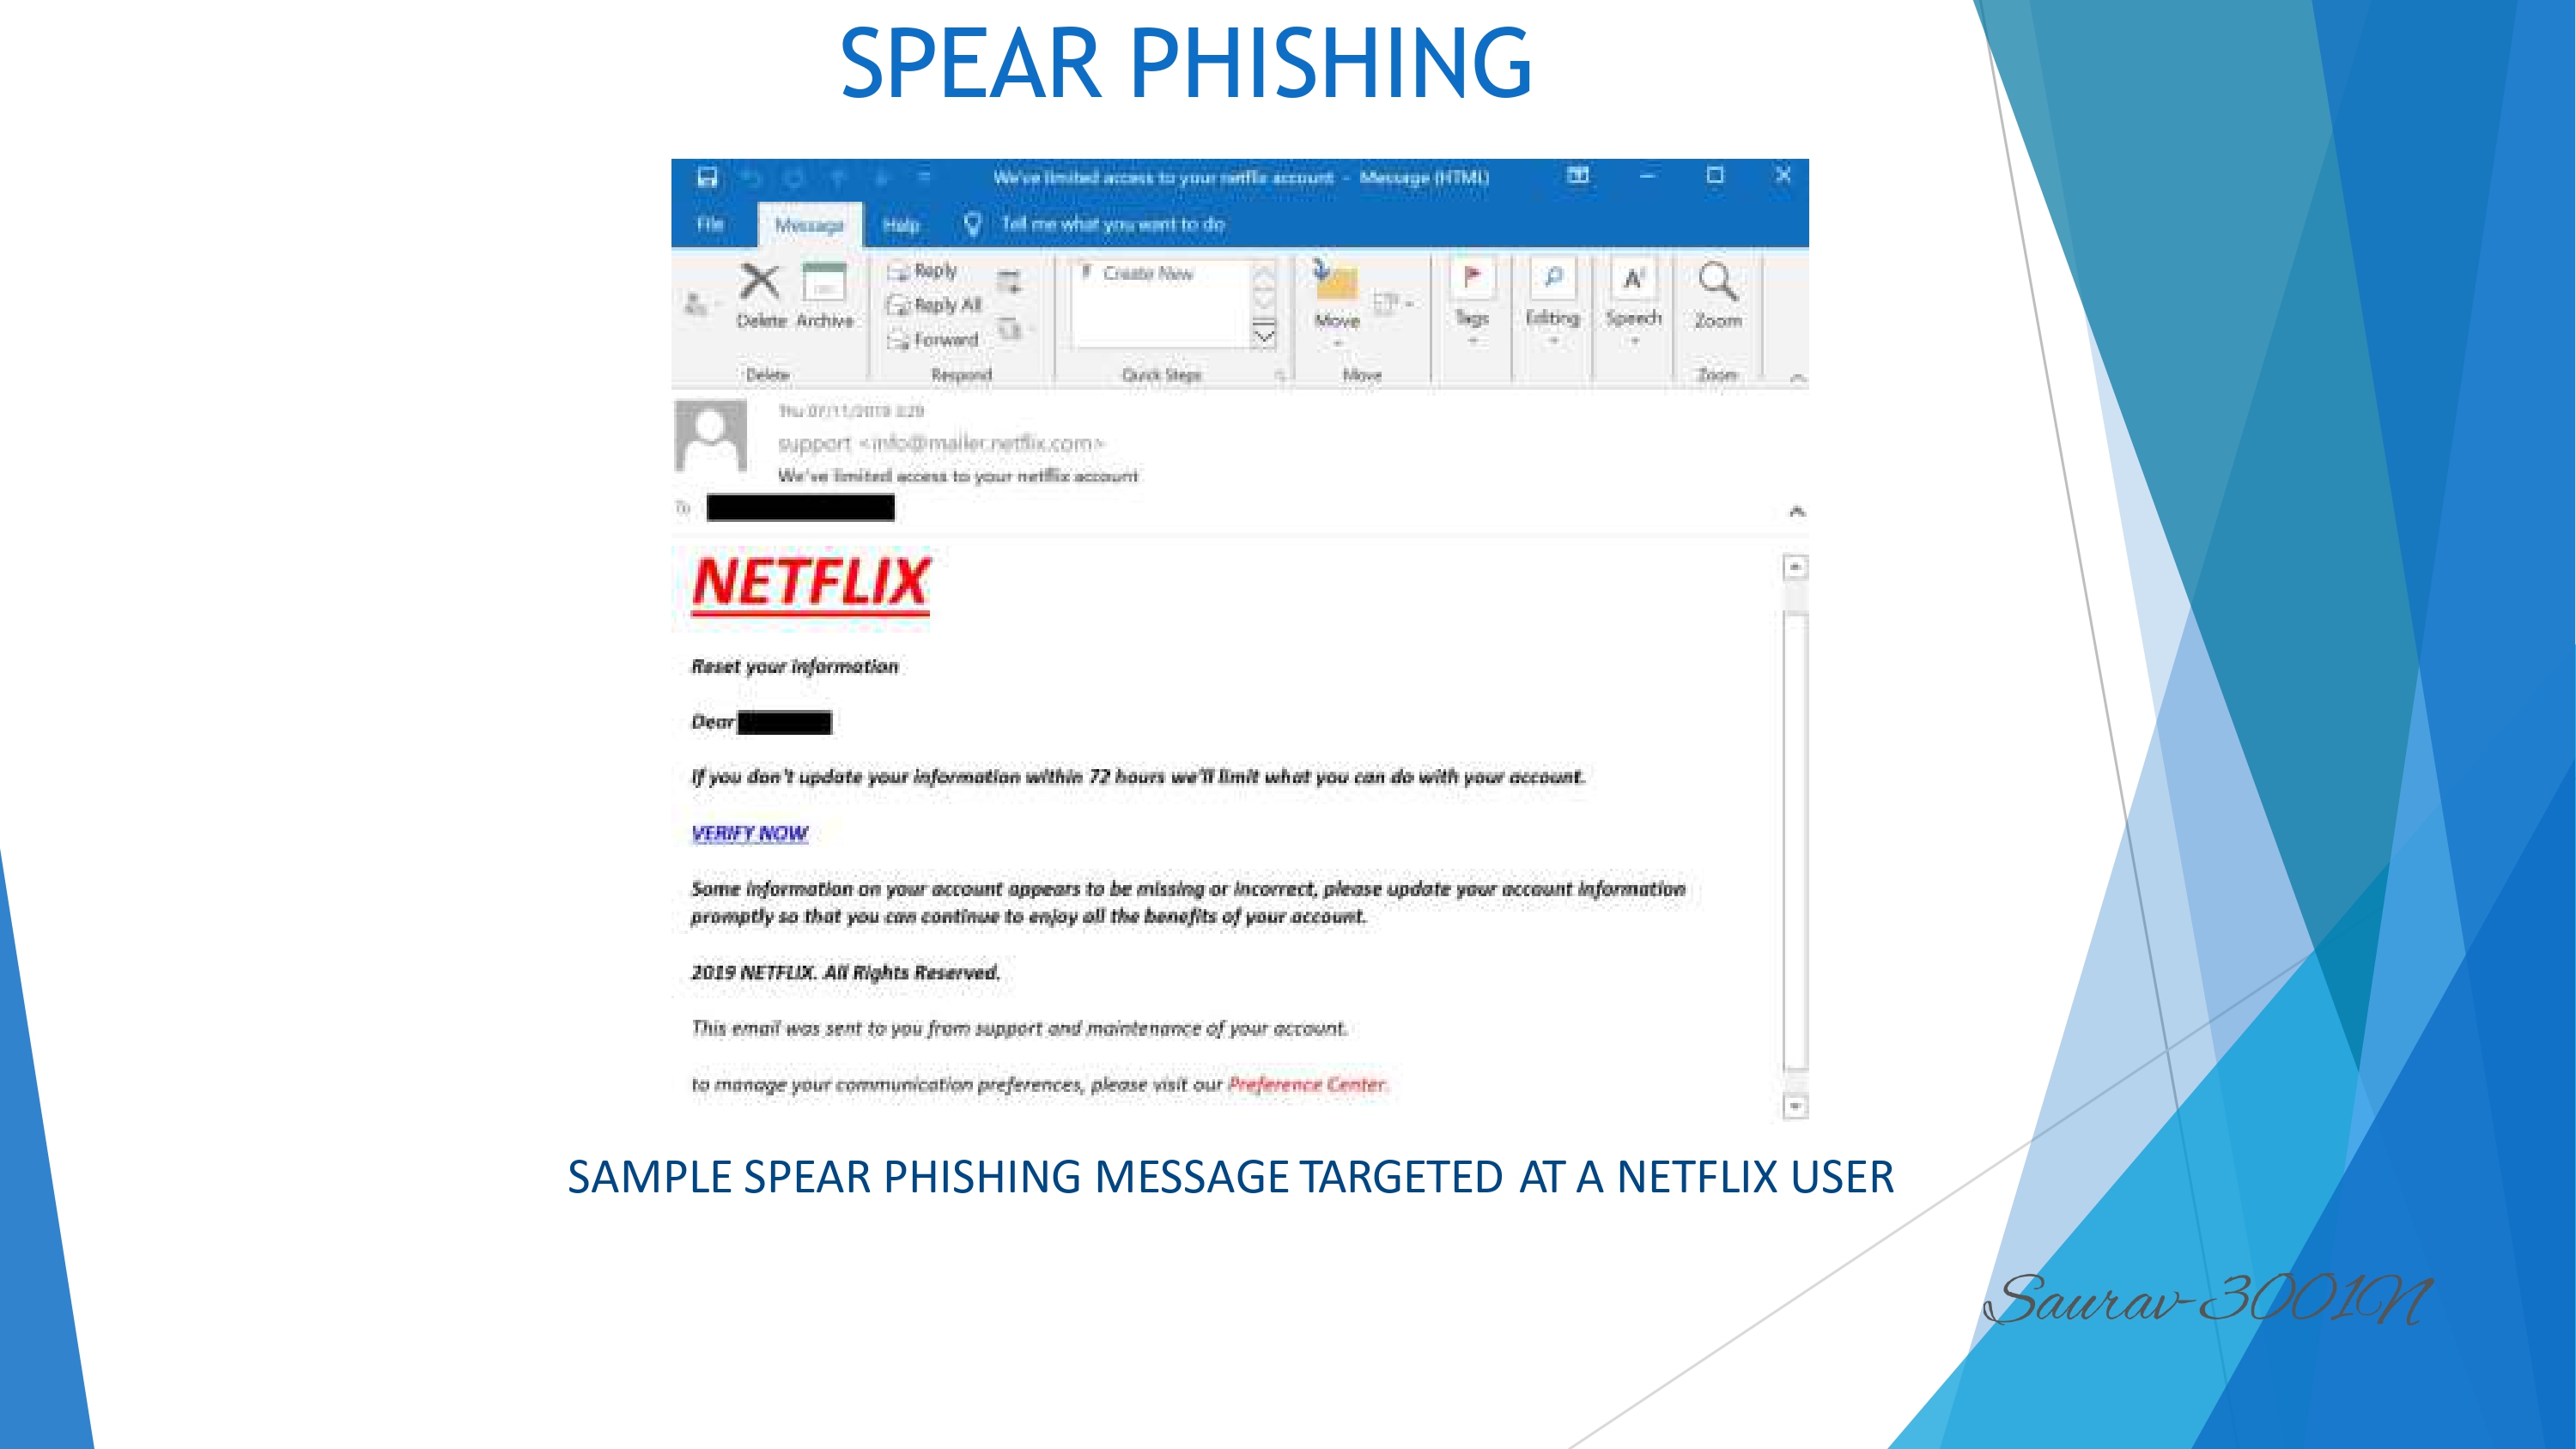 SPEAR PHISHING
We've limited access to your netflix account - Message (HTML)
File Message Help Tell me what you want to do
Delete Archive
Reply
Reply All
Forward
Create New
Move Tags Editing Speech Zoom
Delete Respond Quick Steps Move Zoom
Thu 07/11/2019
support <info@mailer.netflix.com>
We've limited access to your netflix account
To
NETFLIX
Reset your information
Dear
If you don't update your information within 72 hours we'll limit what you can do with your account.
VERIFY NOW
Some information on your account appears to be missing or incorrect, please update your account information
promptly so that you can continue to enjoy all the benefits of your account.
2019 NETFLIX. All Rights Reserved.
This email was sent to you from support and maintenance of your account.
to manage your communication preferences, please visit our Preference Center.
SAMPLE SPEAR PHISHING MESSAGE TARGETED AT A NETFLIX USER
Saurav-3001N